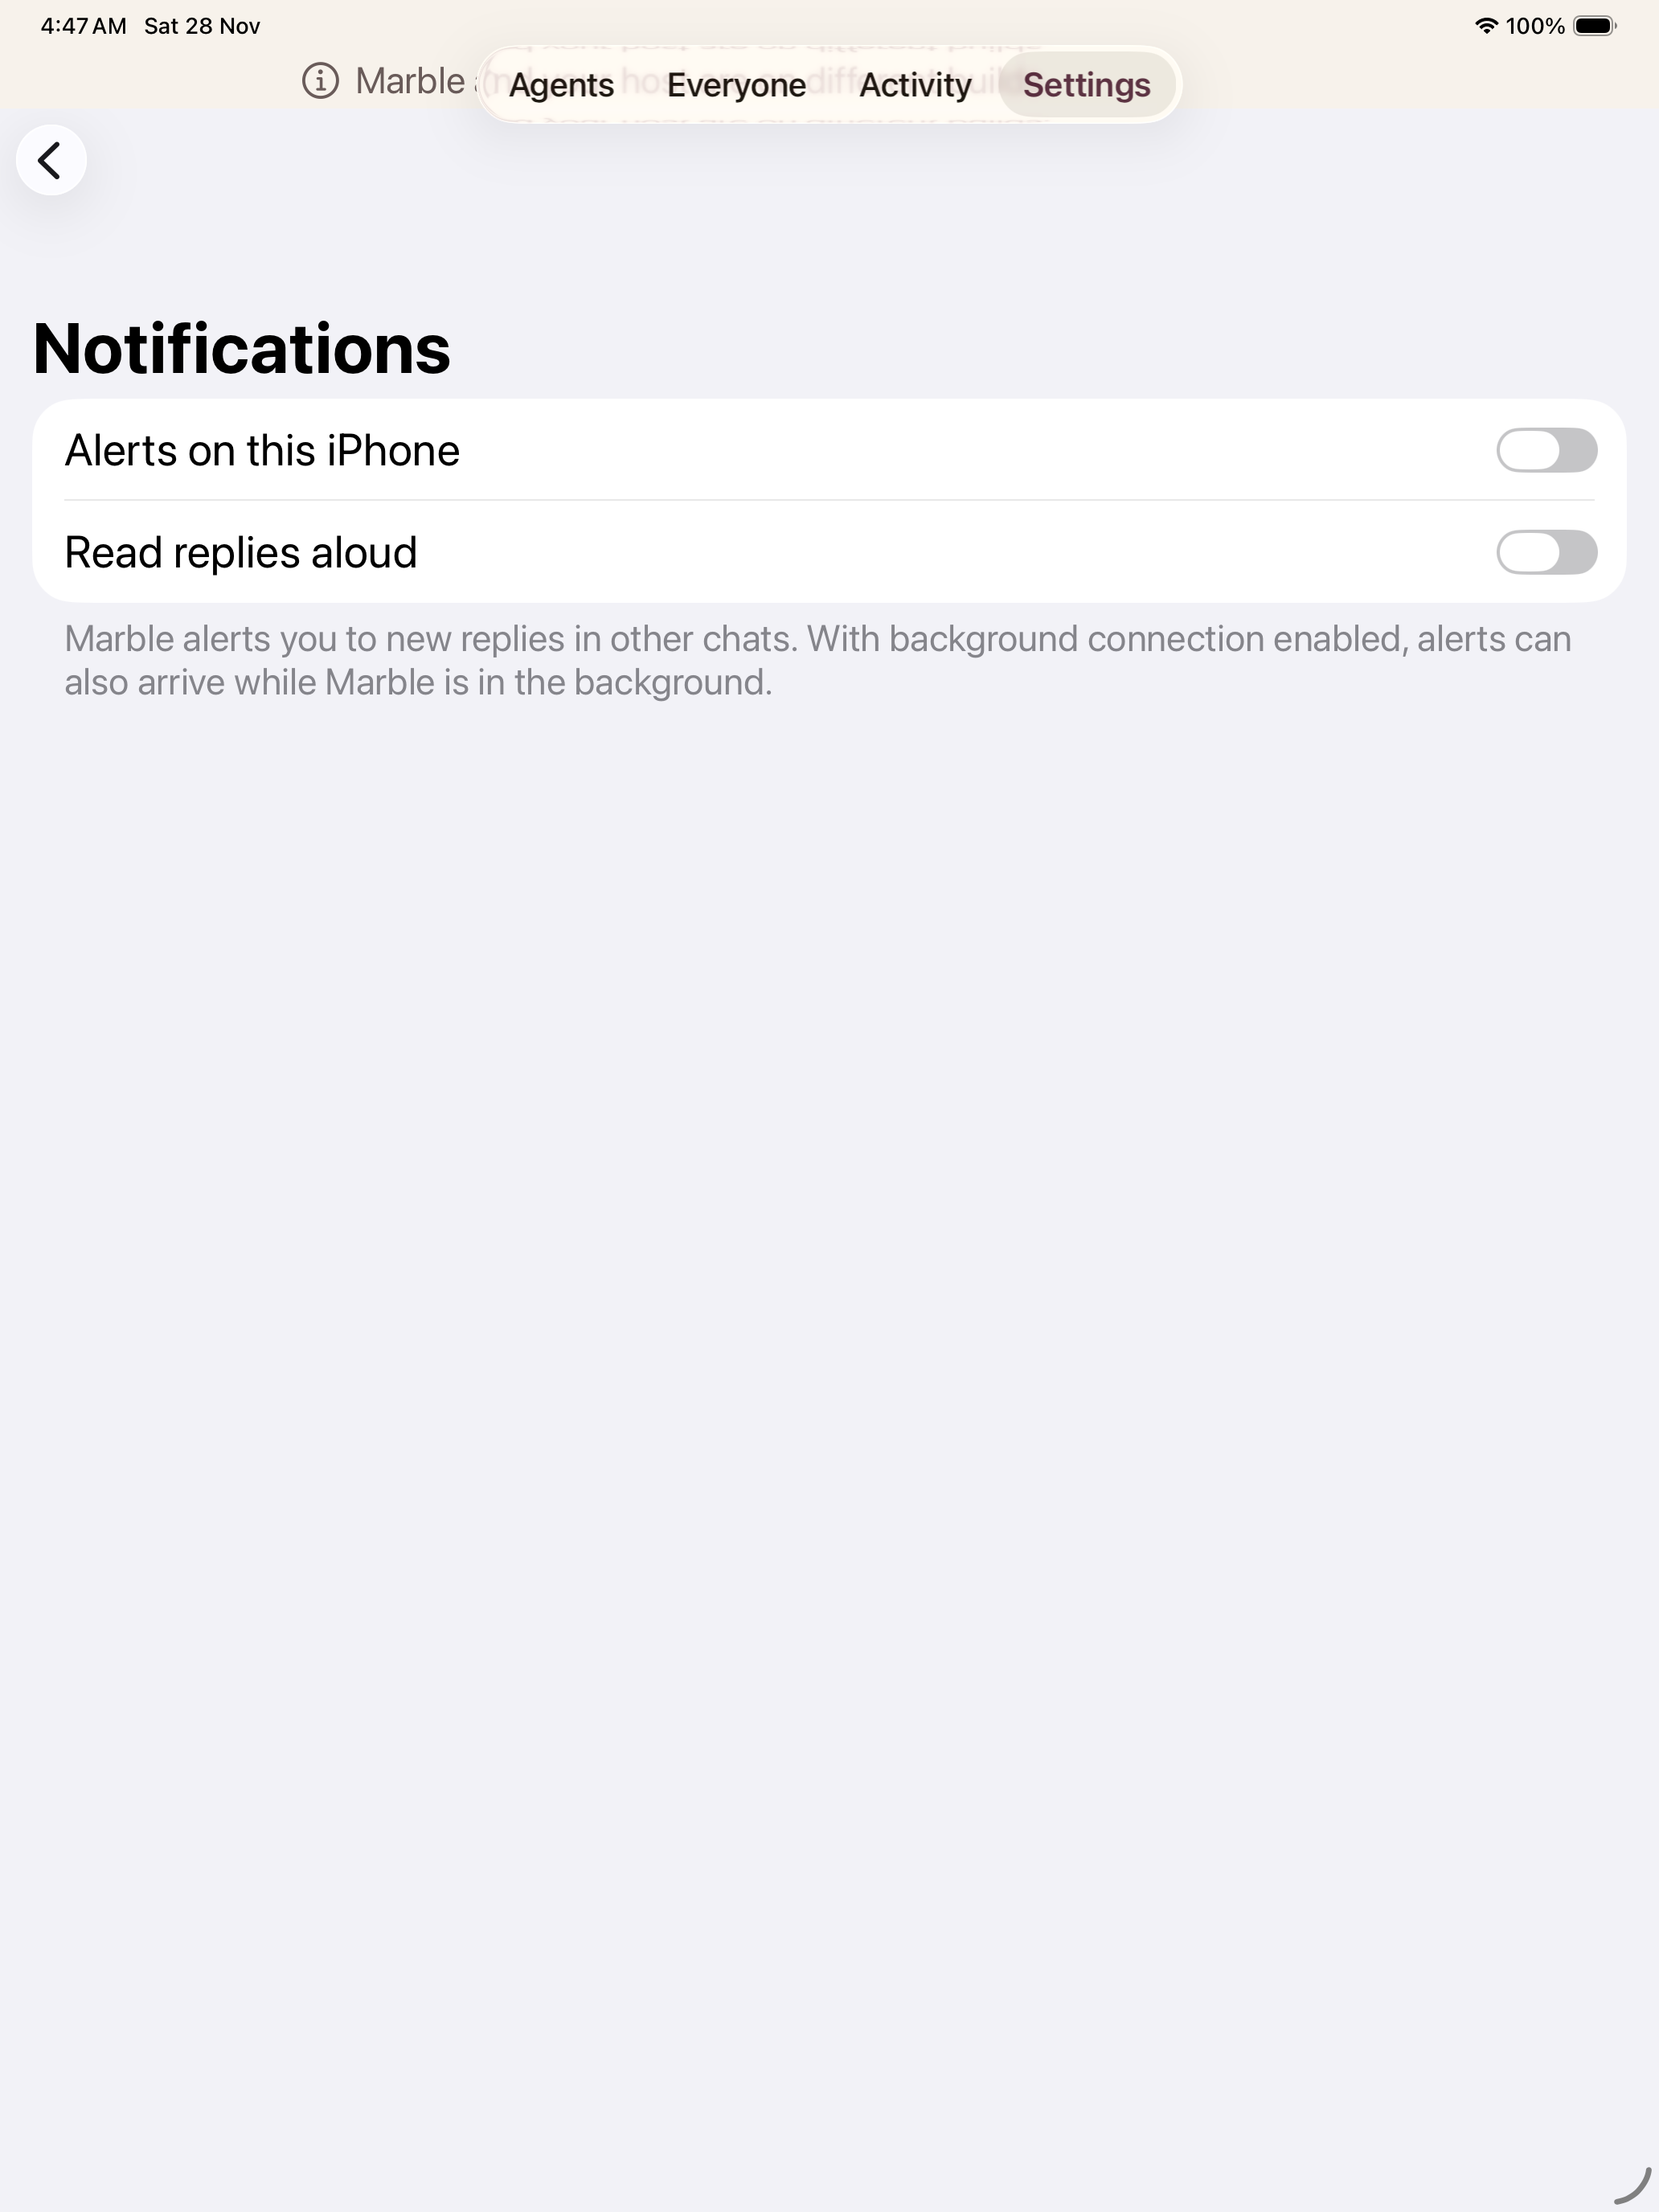 4:47 AM Sat 28 Nov
100%
Marble
Agents Everyone Activity Settings
Notifications
Alerts on this iPhone
Read replies aloud
Marble alerts you to new replies in other chats. With background connection enabled, alerts can
also arrive while Marble is in the background.